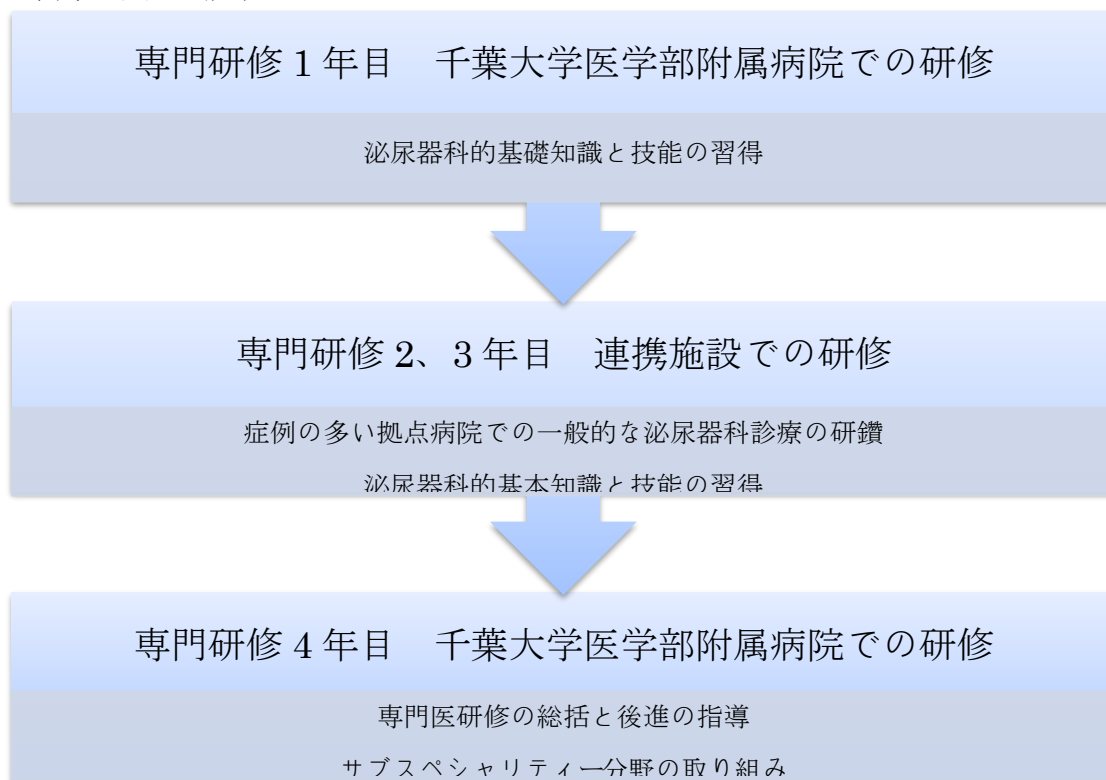 専門研修 1 年目　千葉大学医学部附属病院での研修
泌尿器科的基礎知識と技能の習得
専門研修 2、3 年目　連携施設での研修
症例の多い拠点病院での一般的な泌尿器科診療の研鑽
泌尿器科的基本知識と技能の習得
専門研修 4 年目　千葉大学医学部附属病院での研修
専門医研修の総括と後進の指導
サブスペシャリティー分野の取り組み